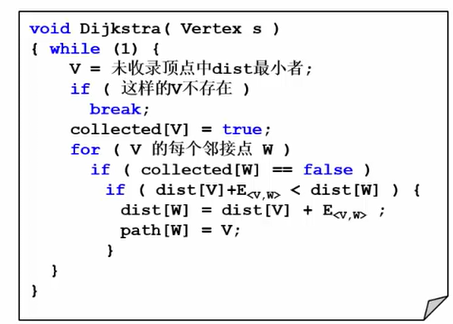 void Dijkstra( Vertex s )
{ while (1) {
V = 未收录顶点中dist最小者;
if ( 这样的V不存在 )
break;
collected[V] = true;
for ( V 的每个邻接点 W )
if ( collected[W] == false )
if ( dist[V]+E<V,W> < dist[W] ) {
dist[W] = dist[V] + E<V,W> ;
path[W] = V;
}
}
}